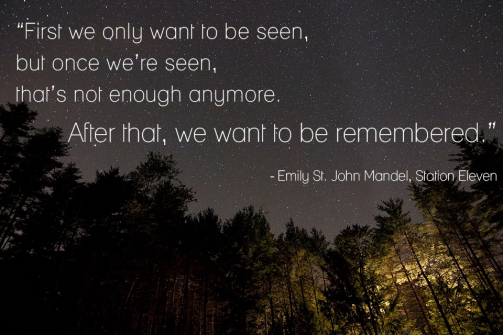 “First we only want to be seen,
but once we’re seen,
that’s not enough anymore.
After that, we want to be remembered.”
- Emily St. John Mandel, Station Eleven